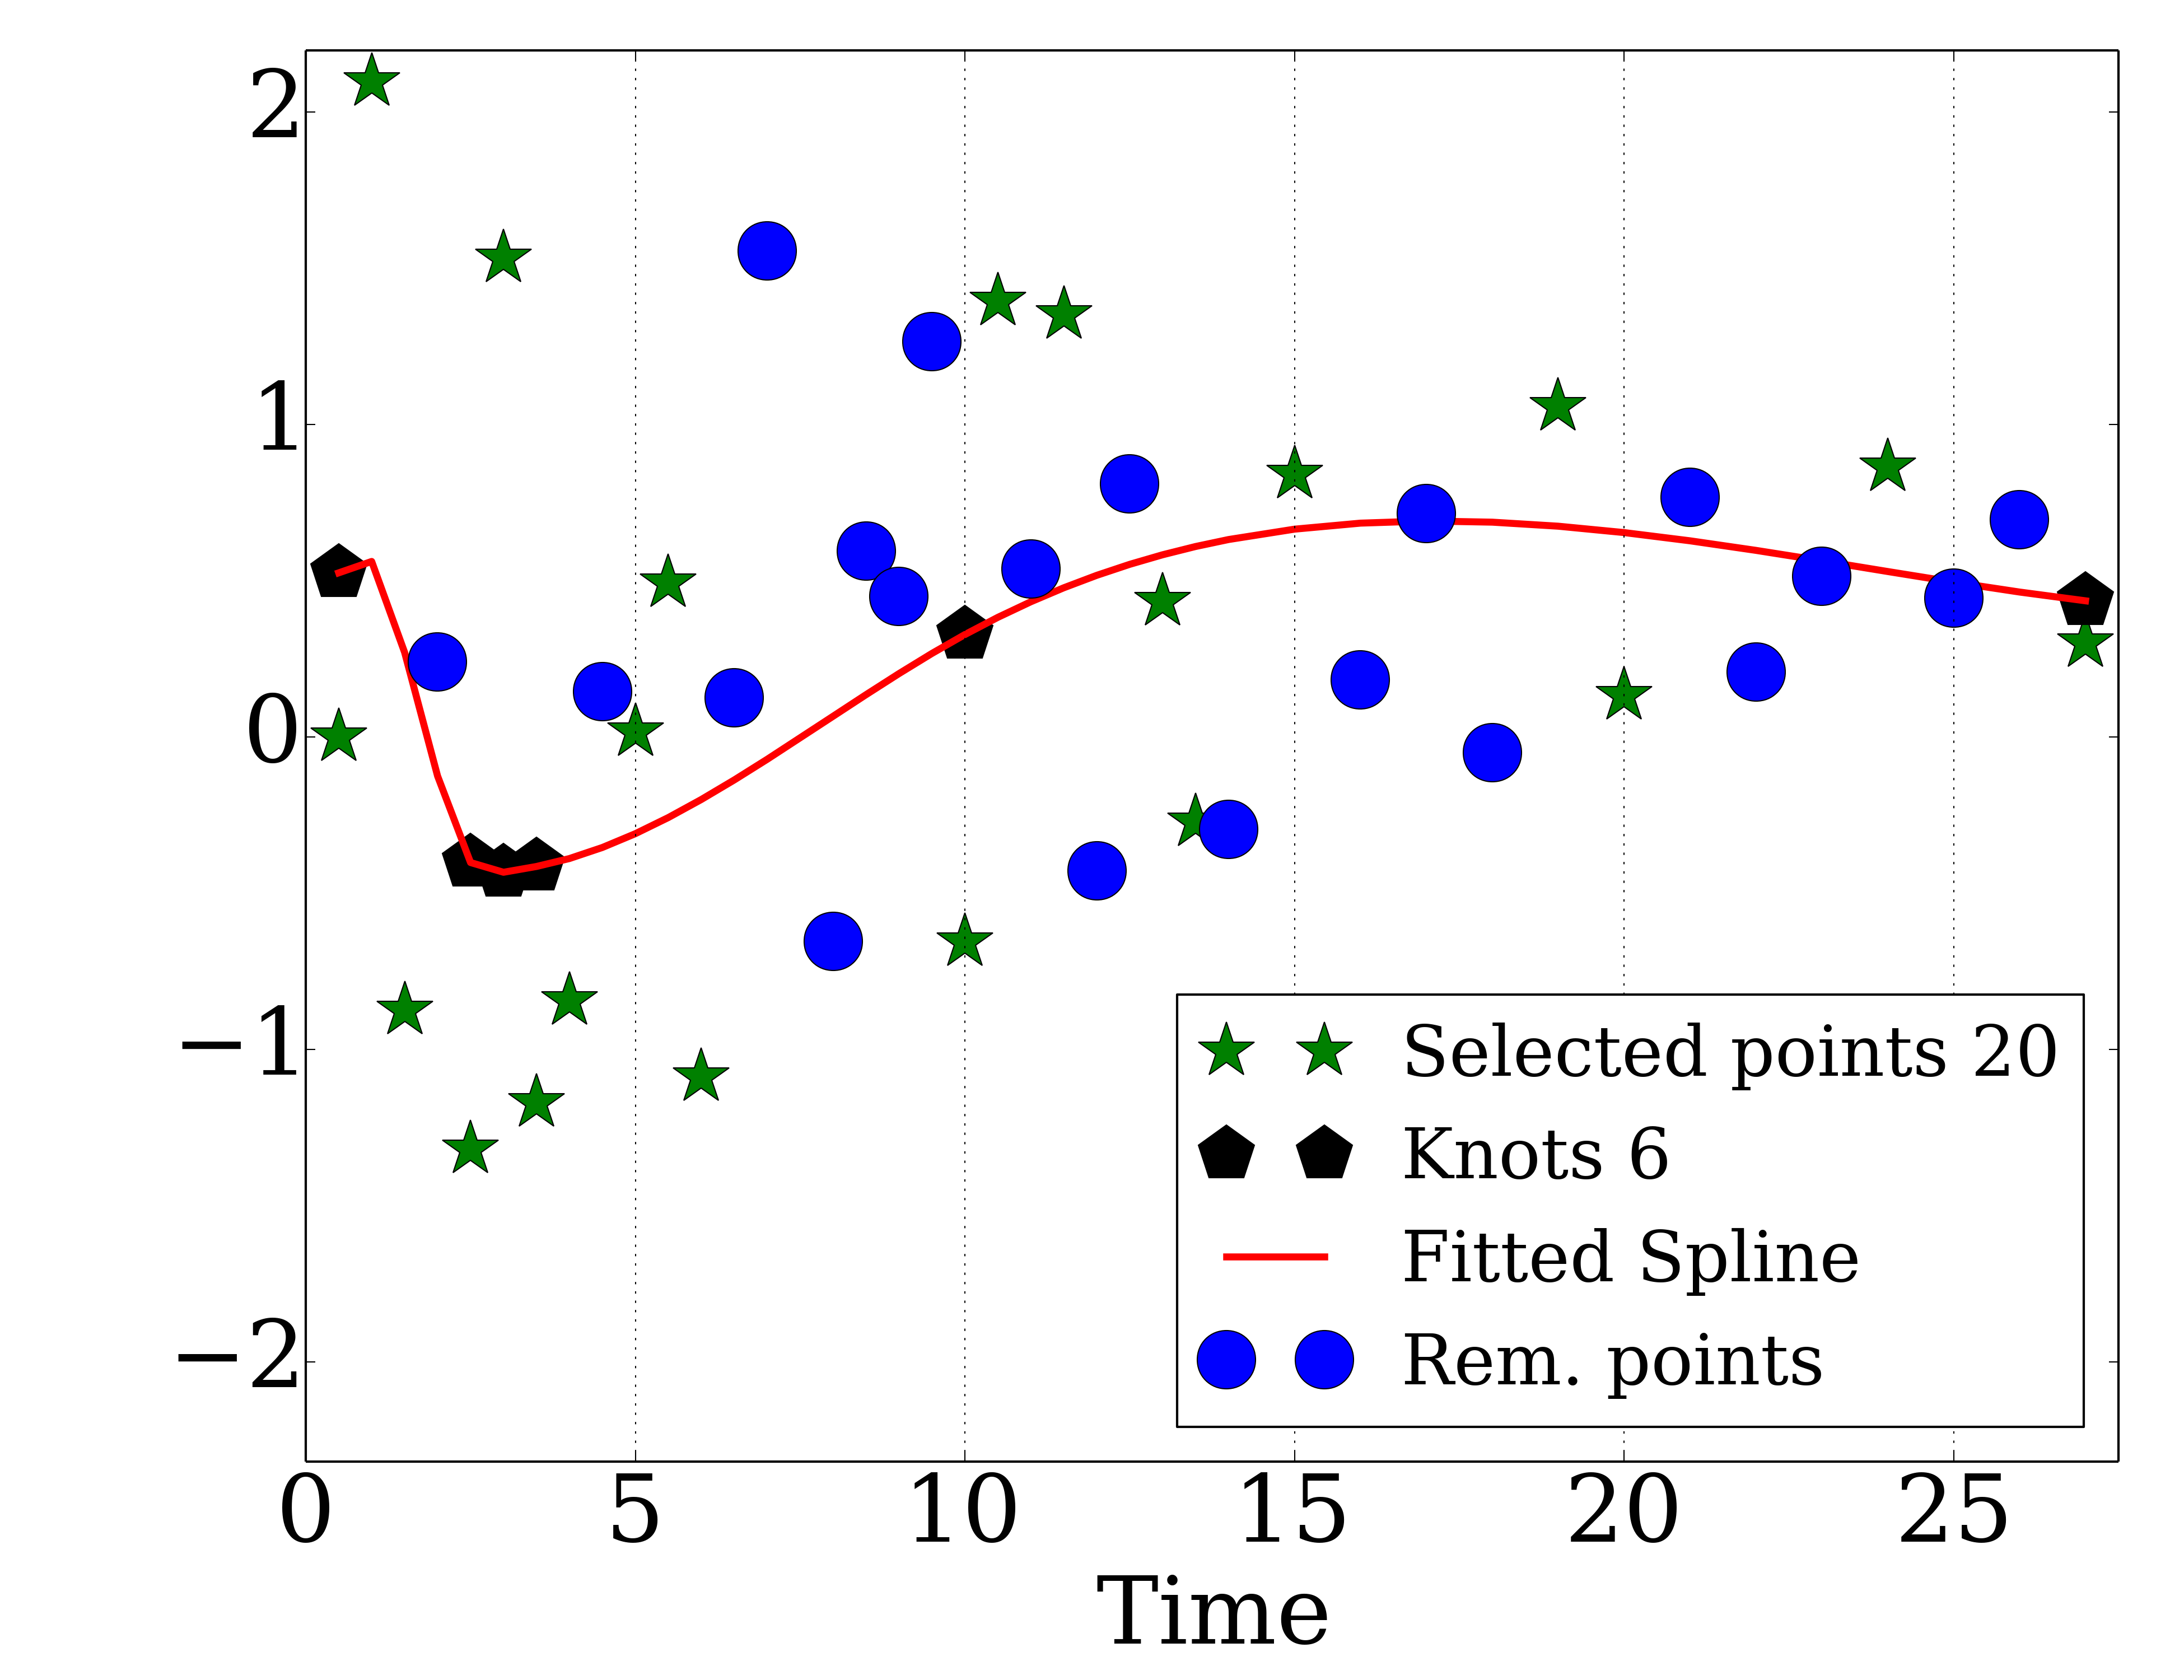 2
1
0
−1
−2
Selected points 20
Knots 6
Fitted Spline
Rem. points
0 5 10 15 20 25
Time